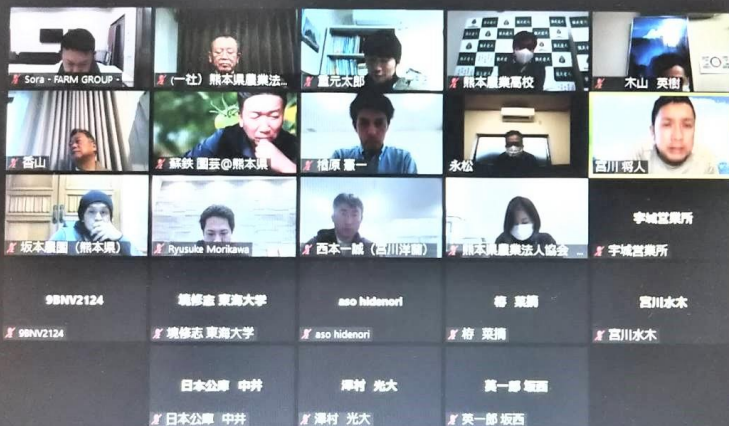 Sora - FARM GROUP -
(一社) 熊本県農業法...
重元太郎
熊本農業高校
木山 英樹
香山
蘇鉄 園芸@熊本県
永松
宮川 将人
坂本農園（熊本県）
Ryusuke Morikawa
西本一誠（宮川洋蘭）
熊本県農業法人協会 ...
宇城営業所
宇城営業所
9BNV2124
境修志 東海大学
aso hidenori
椿 菜摘
宮川水木
9BNV2124
境修志 東海大学
aso hidenori
椿 菜摘
宮川水木
日本公庫 中井
澤村 光大
英一郎 坂西
日本公庫 中井
澤村 光大
英一郎 坂西